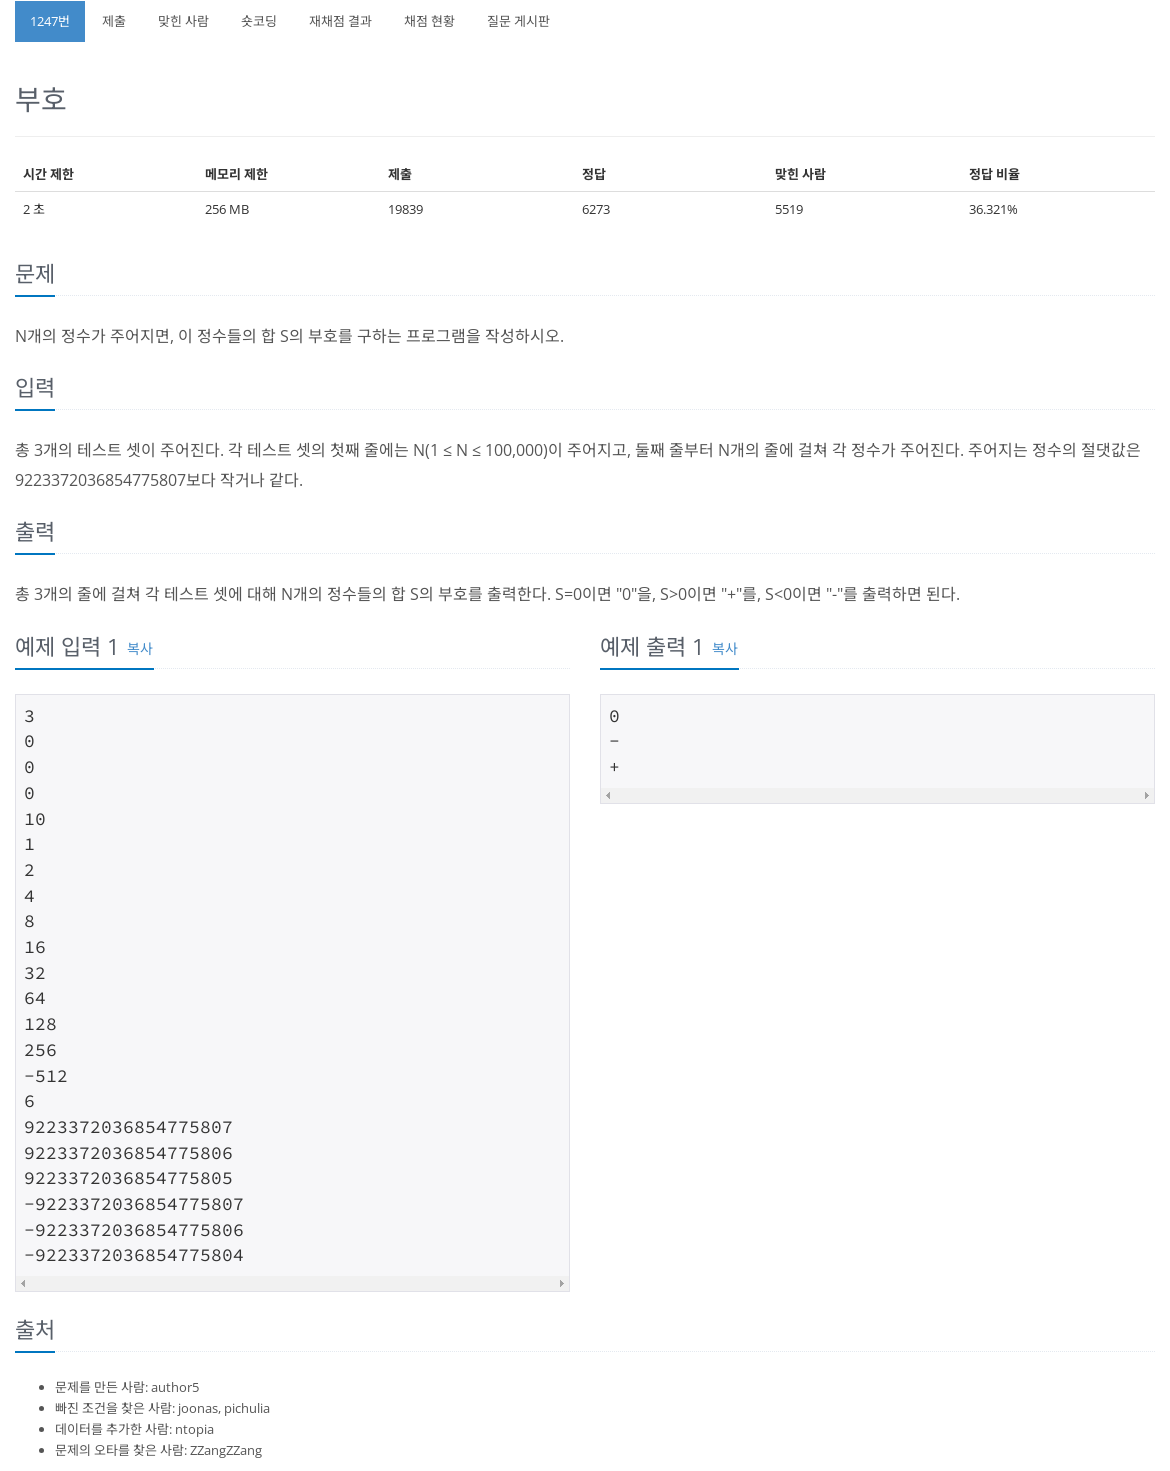 1247번 제출 맞힌 사람 숏코딩 재채점 결과 채점 현황 질문 게시판
부호
시간 제한 메모리 제한 제출 정답 맞힌 사람 정답 비율
2 초 256 MB 19839 6273 5519 36.321%
문제
N개의 정수가 주어지면, 이 정수들의 합 S의 부호를 구하는 프로그램을 작성하시오.
입력
총 3개의 테스트 셋이 주어진다. 각 테스트 셋의 첫째 줄에는 N(1 ≤ N ≤ 100,000)이 주어지고, 둘째 줄부터 N개의 줄에 걸쳐 각 정수가 주어진다. 주어지는 정수의 절댓값은
9223372036854775807보다 작거나 같다.
출력
총 3개의 줄에 걸쳐 각 테스트 셋에 대해 N개의 정수들의 합 S의 부호를 출력한다. S=0이면 "0"을, S>0이면 "+"를, S<0이면 "-"를 출력하면 된다.
예제 입력 1 복사
3
0
0
0
10
1
2
4
8
16
32
64
128
256
-512
6
9223372036854775807
9223372036854775806
9223372036854775805
-9223372036854775807
-9223372036854775806
-9223372036854775804
예제 출력 1 복사
0
-
+
출처
문제를 만든 사람: author5
빠진 조건을 찾은 사람: joonas, pichulia
데이터를 추가한 사람: ntopia
문제의 오타를 찾은 사람: ZZangZZang